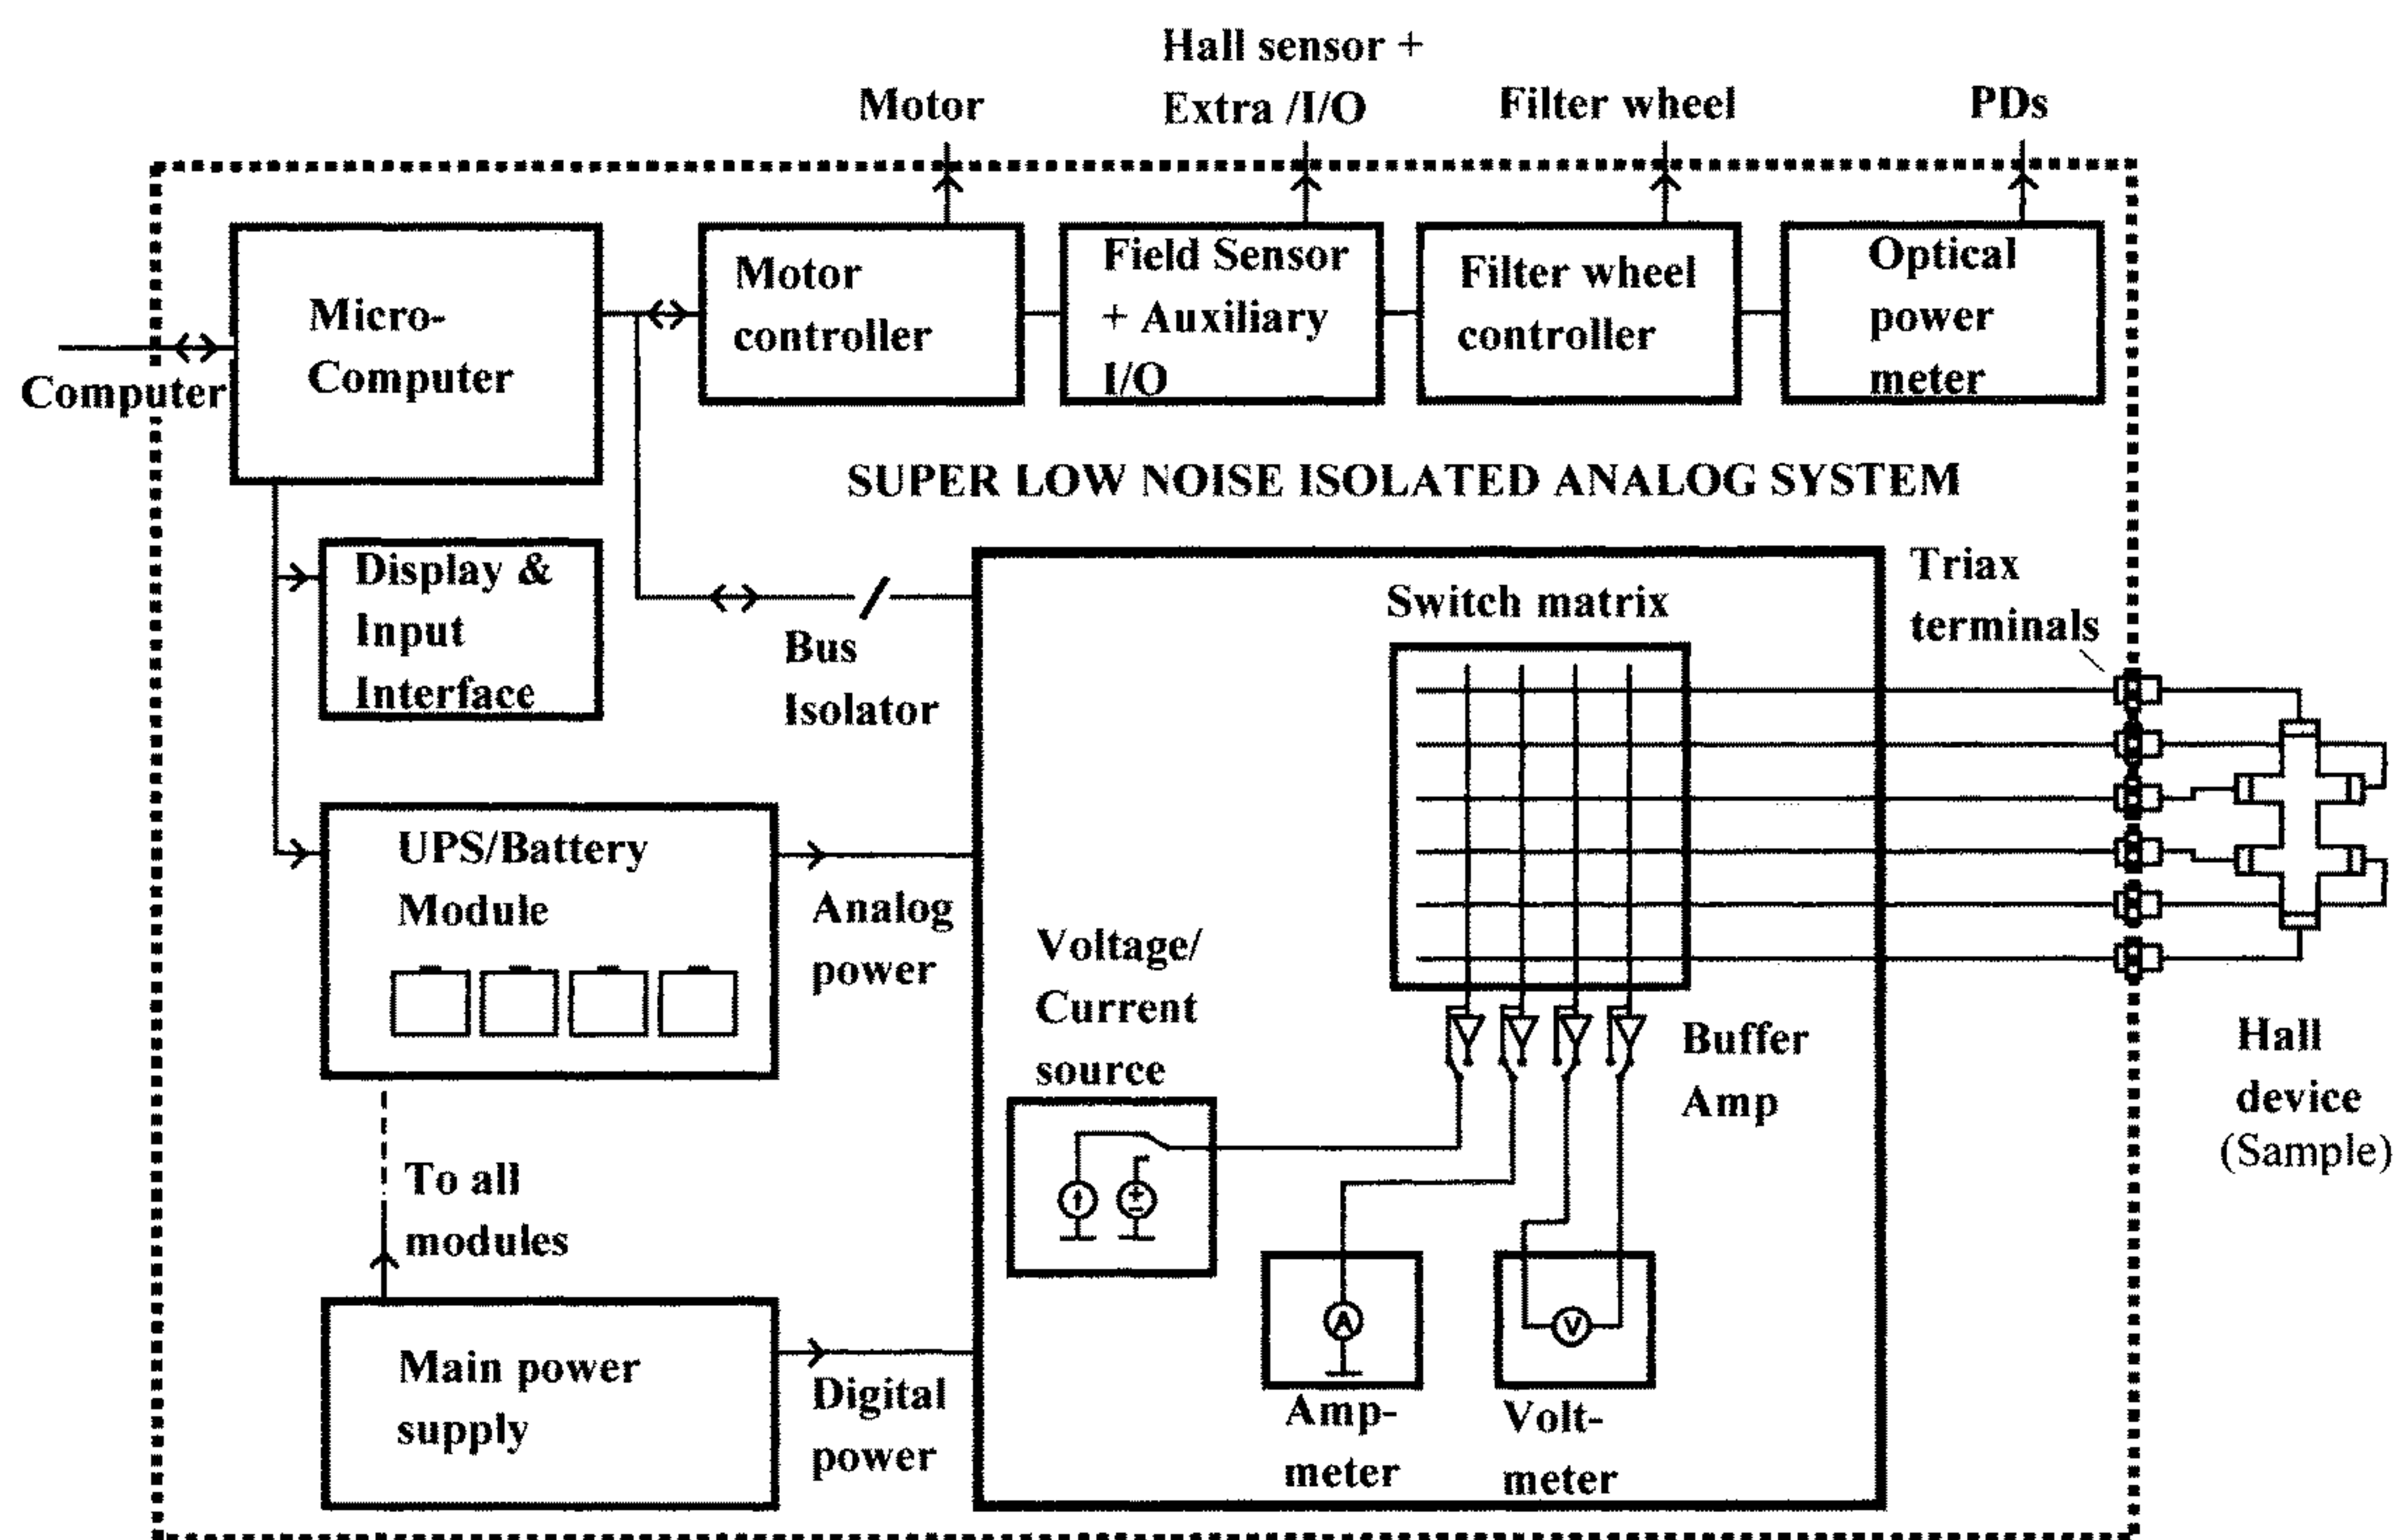 Motor
Hall sensor +
Extra /I/O
Filter wheel
PDs
Computer
Micro-
Computer
Motor
controller
Field Sensor
+ Auxiliary
I/O
Filter wheel
controller
Optical
power
meter
SUPER LOW NOISE ISOLATED ANALOG SYSTEM
Display &
Input
Interface
Bus
Isolator
Switch matrix
Triax
terminals
UPS/Battery
Module
Analog
power
Voltage/
Current
source
Buffer
Amp
Hall
device
(Sample)
To all
modules
Main power
supply
Digital
power
A
Amp-
meter
V
Volt-
meter